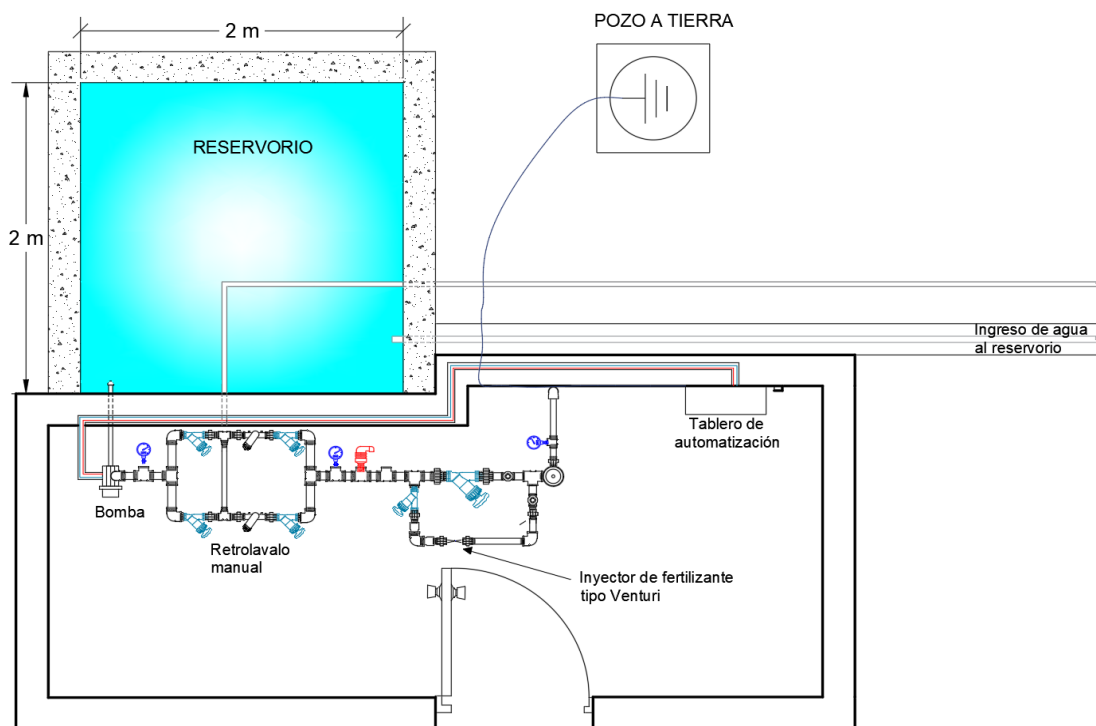 POZO A TIERRA
2 m
RESERVORIO
2 m
Ingreso de agua
al reservorio
Tablero de
automatización
Bomba
Retrolavalo
manual
Inyector de fertilizante
tipo Venturi